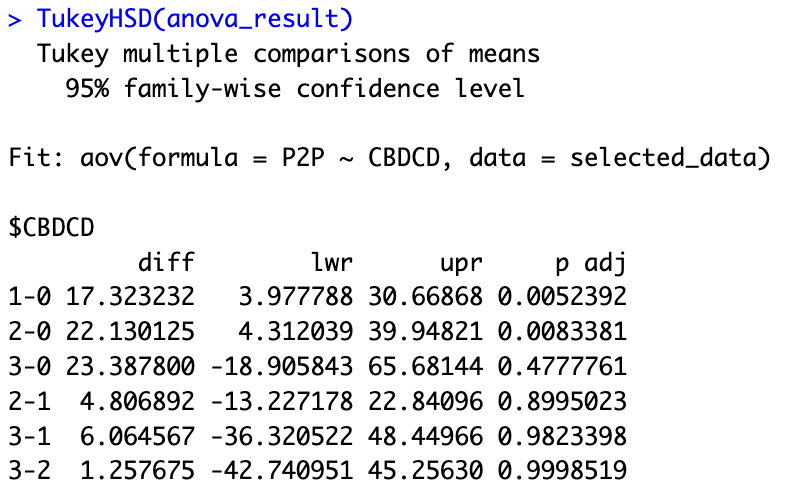 > TukeyHSD(anova_result)
  Tukey multiple comparisons of means
    95% family-wise confidence level

Fit: aov(formula = P2P ~ CBDCD, data = selected_data)

$CBDCD
         diff        lwr      upr     p adj
1-0 17.323232   3.977788 30.66868 0.0052392
2-0 22.130125   4.312039 39.94821 0.0083381
3-0 23.387800 -18.905843 65.68144 0.4777761
2-1  4.806892 -13.227178 22.84096 0.8995023
3-1  6.064567 -36.320522 48.44966 0.9823398
3-2  1.257675 -42.740951 45.25630 0.9998519